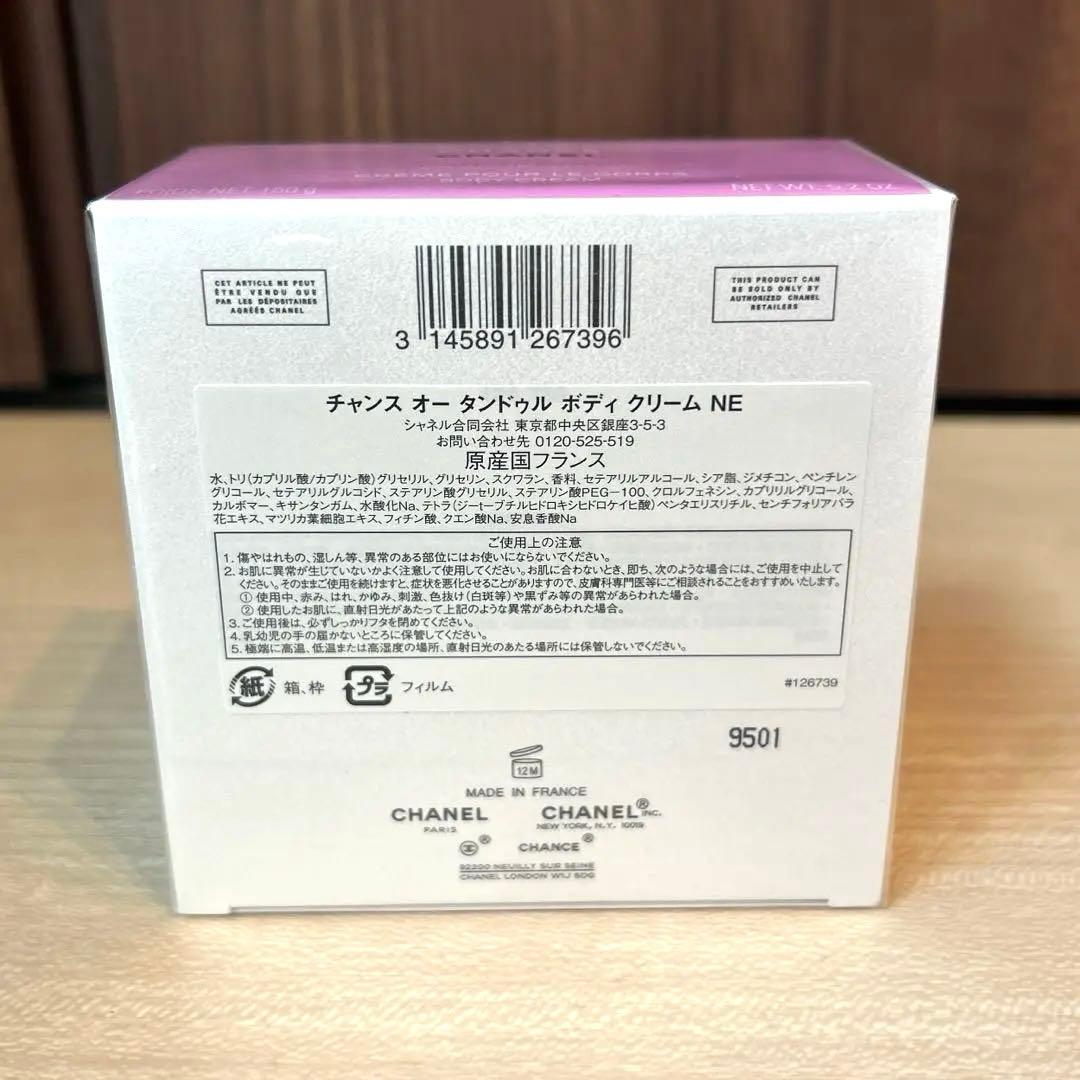 CHANEL
CRÈME POUR LE CORPS
BODY CREAM
POIDS NET 150 g
NET WT. 5.2 OZ.
CET ARTICLE NE PEUT
ÊTRE VENDU QUE
PAR LES DÉPOSITAIRES
AGRÉÉS CHANEL
THIS PRODUCT CAN
BE SOLD ONLY BY
AUTHORIZED CHANEL
RETAILERS
3 145891 267396
チャンス オー タンドゥル ボディ クリーム NE
シャネル合同会社 東京都中央区銀座3-5-3
お問い合わせ先 0120-525-519
原産国フランス
水、トリ(カプリル酸/カプリン酸)グリセリル、グリセリン、スクワラン、香料、セテアリルアルコール、シア脂、ジメチコン、ペンチレン
グリコール、セテアリルグルコシド、ステアリン酸グリセリル、ステアリン酸PEG-100、クロルフェネシン、カプリリルグリコール、
カルボマー、キサンタンガム、水酸化Na、テトラ(ジ-t-ブチルヒドロキシヒドロケイヒ酸)ペンタエリスリチル、センチフォリアバラ
花エキス、マツリカ葉細胞エキス、フィチン酸、クエン酸Na、安息香酸Na
ご使用上の注意
1. 傷やはれもの、湿しん等、異常のある部位にはお使いにならないでください。
2. お肌に異常が生じていないかよく注意して使用してください。お肌に合わないとき、即ち、次のような場合には、ご使用を中止して
ください。そのままご使用を続けますと、症状を悪化させることがありますので、皮膚科専門医等にご相談されることをおすすめいたします。
① 使用中、赤み、はれ、かゆみ、刺激、色抜け(白斑等)や黒ずみ等の異常があらわれた場合。
② 使用したお肌に、直射日光があたって上記のような異常があらわれた場合。
3. ご使用後は、必ずしっかりフタを閉めてください。
4. 乳幼児の手の届かないところに保管してください。
5. 極端に高温、低温または高湿度の場所、直射日光のあたる場所には保管しないでください。
紙 箱、枠 プラ フィルム #126739
9501
12M
MADE IN FRANCE
CHANEL CHANEL® INC.
PARIS NEW YORK, N.Y. 10019
® CHANCE®
92200 NEUILLY SUR SEINE
CHANEL LONDON W1J 6DG